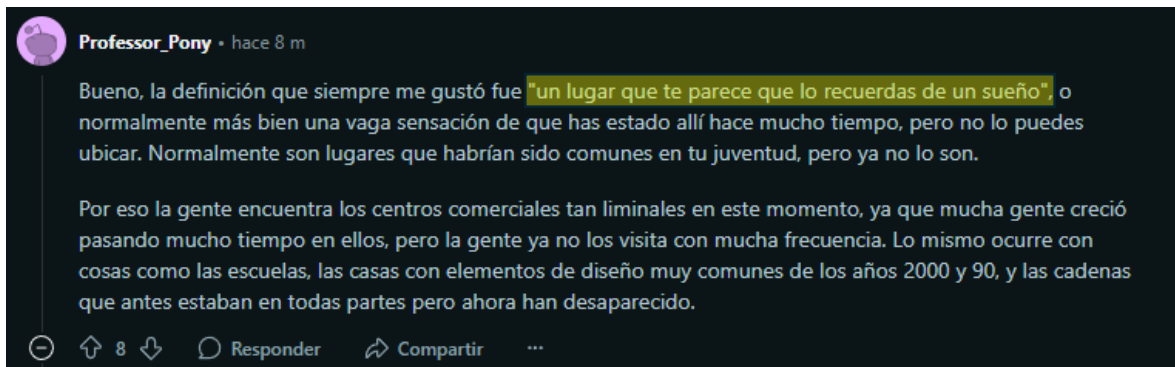 Professor_Pony • hace 8 m
Bueno, la definición que siempre me gustó fue "un lugar que te parece que lo recuerdas de un sueño", o
normalmente más bien una vaga sensación de que has estado allí hace mucho tiempo, pero no lo puedes
ubicar. Normalmente son lugares que habrían sido comunes en tu juventud, pero ya no lo son.
Por eso la gente encuentra los centros comerciales tan liminales en este momento, ya que mucha gente creció
pasando mucho tiempo en ellos, pero la gente ya no los visita con mucha frecuencia. Lo mismo ocurre con
cosas como las escuelas, las casas con elementos de diseño muy comunes de los años 2000 y 90, y las cadenas
que antes estaban en todas partes pero ahora han desaparecido.
8 Responder Compartir ...